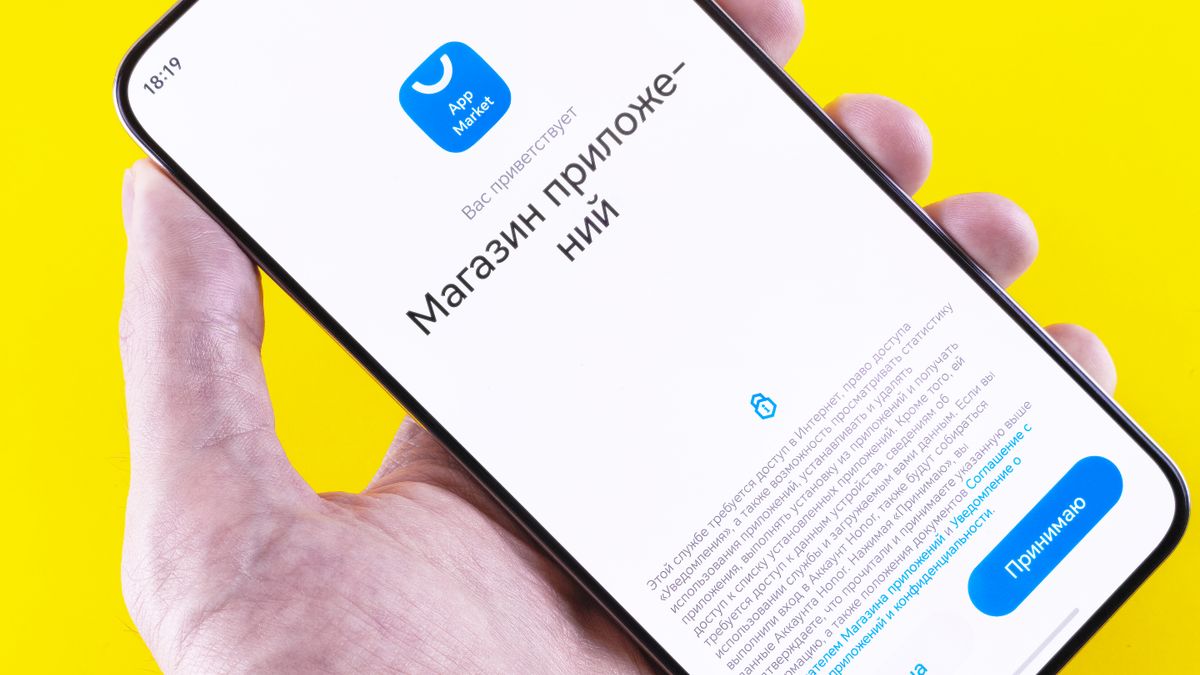 18:19
App
Market
Вас приветствует
Магазин приложе-
ний
Этой службе требуется доступ в Интернет, право доступа
«Уведомления», а также возможность просматривать статистику
использования приложений, устанавливать и удалять
приложения, выполнять установку из приложений и получать
доступ к списку установленных приложений. Кроме того, ей
требуется доступ к данным устройства, сведениям об
использовании службы и загружаемым вами данным. Если вы
выполнили вход в Аккаунт Honor, также будут собираться
данные Аккаунта Honor. Нажимая «Принимаю», вы
что прочитали и принимаете указанную выше
а также положения документов Соглашение с
Магазина приложений и Уведомление о
приложений и конфиденциальности.
Принимаю